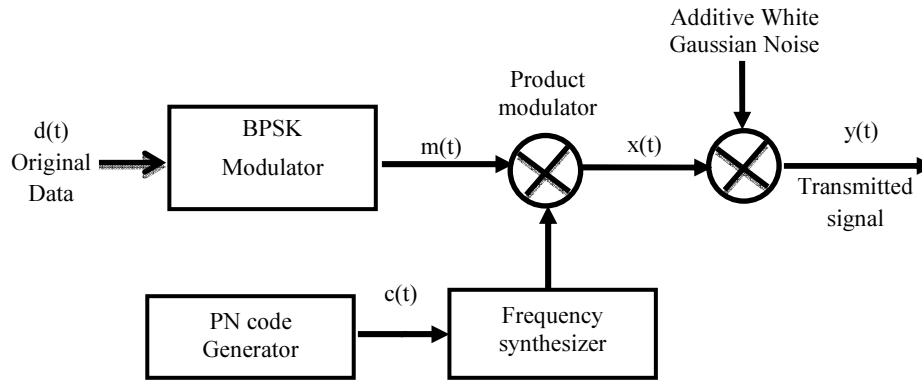 Additive White
Gaussian Noise
Product
modulator
d(t)
Original
Data
BPSK
Modulator
m(t)
x(t)
y(t)
Transmitted
signal
c(t)
PN code
Generator
Frequency
synthesizer